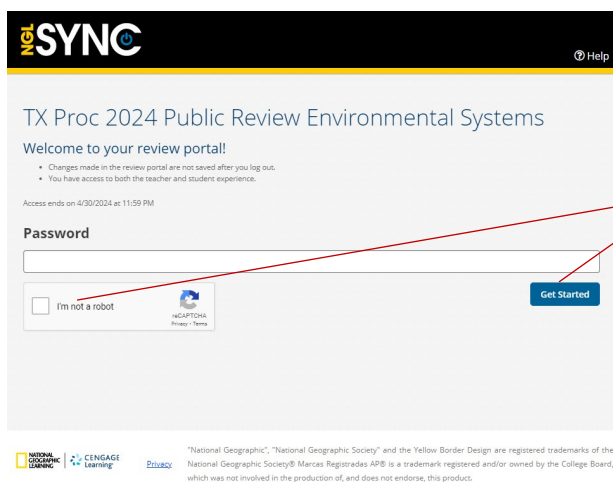 NGL SYNC
Help
TX Proc 2024 Public Review Environmental Systems
Welcome to your review portal!
• Changes made in the review portal are not saved after you log out.
• You have access to both the teacher and student experience.
Access ends on 4/30/2024 at 11:59 PM
Password
I'm not a robot
reCAPTCHA
Privacy - Terms
Get Started
NATIONAL GEOGRAPHIC LEARNING
CENGAGE Learning
Privacy
"National Geographic", "National Geographic Society" and the Yellow Border Design are registered trademarks of the
National Geographic Society® Marcas Registradas AP® is a trademark registered and/or owned by the College Board,
which was not involved in the production of, and does not endorse, this product.